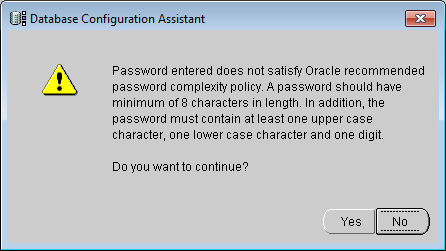 Database Configuration Assistant
Password entered does not satisfy Oracle recommended
password complexity policy. A password should have
minimum of 8 characters in length. In addition, the
password must contain at least one upper case
character, one lower case character and one digit.
Do you want to continue?
Yes No